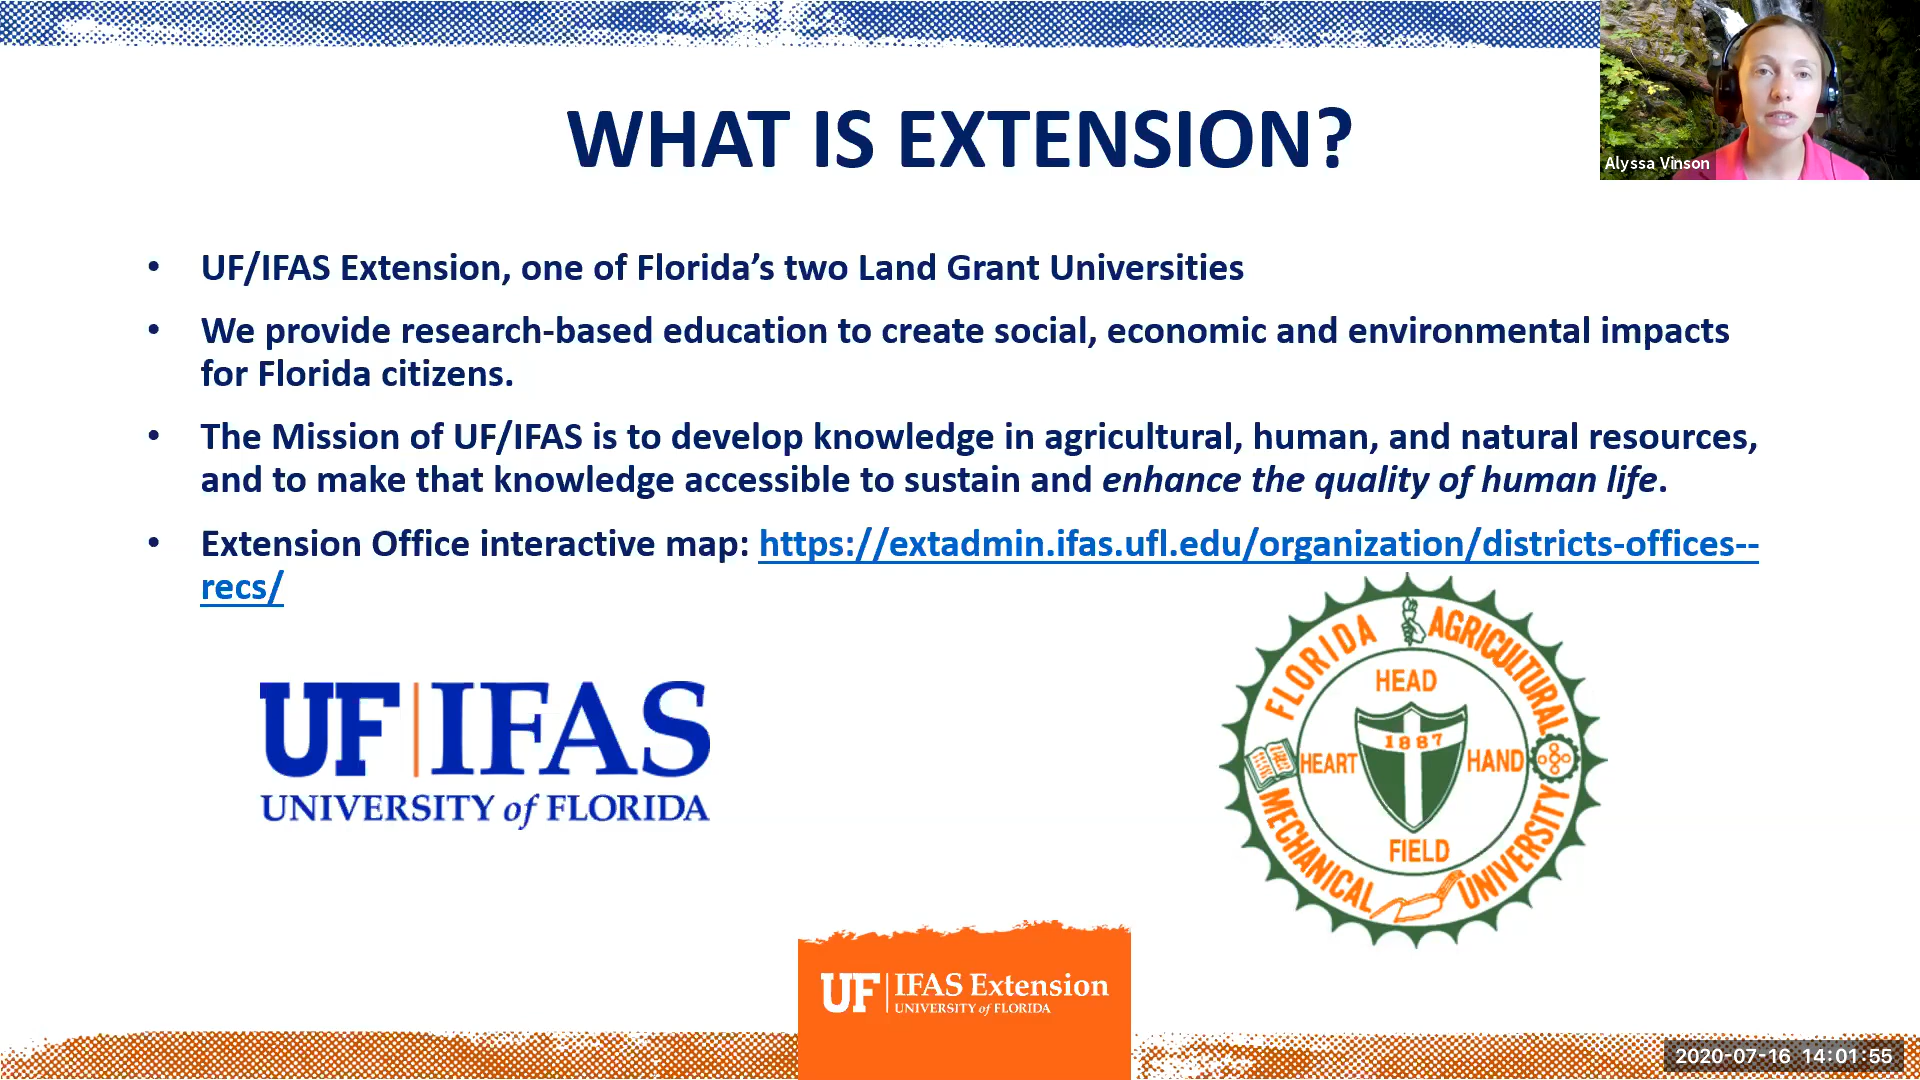 WHAT IS EXTENSION?
Alyssa Vinson
• UF/IFAS Extension, one of Florida’s two Land Grant Universities
• We provide research-based education to create social, economic and environmental impacts
for Florida citizens.
• The Mission of UF/IFAS is to develop knowledge in agricultural, human, and natural resources,
and to make that knowledge accessible to sustain and enhance the quality of human life.
• Extension Office interactive map: https://extadmin.ifas.ufl.edu/organization/districts-offices--
recs/
UF | IFAS
UNIVERSITY of FLORIDA
FLORIDA AGRICULTURAL
MECHANICAL UNIVERSITY
HEAD
1887
HEART
HAND
FIELD
UF | IFAS Extension
UNIVERSITY of FLORIDA
2020-07-16 14:01:55